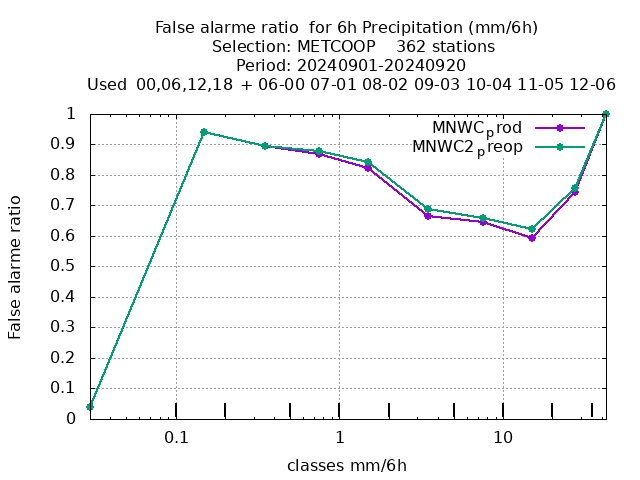 False alarme ratio  for 6h Precipitation (mm/6h)
Selection: METCOOP    362 stations
Period: 20240901-20240920
Used  00,06,12,18  + 06-00 07-01 08-02 09-03 10-04 11-05 12-06
MNWCprod
MNWC2preop
1
0.9
0.8
0.7
0.6
0.5
0.4
0.3
0.2
0.1
0
False alarme ratio
0.1 1 10
classes mm/6h